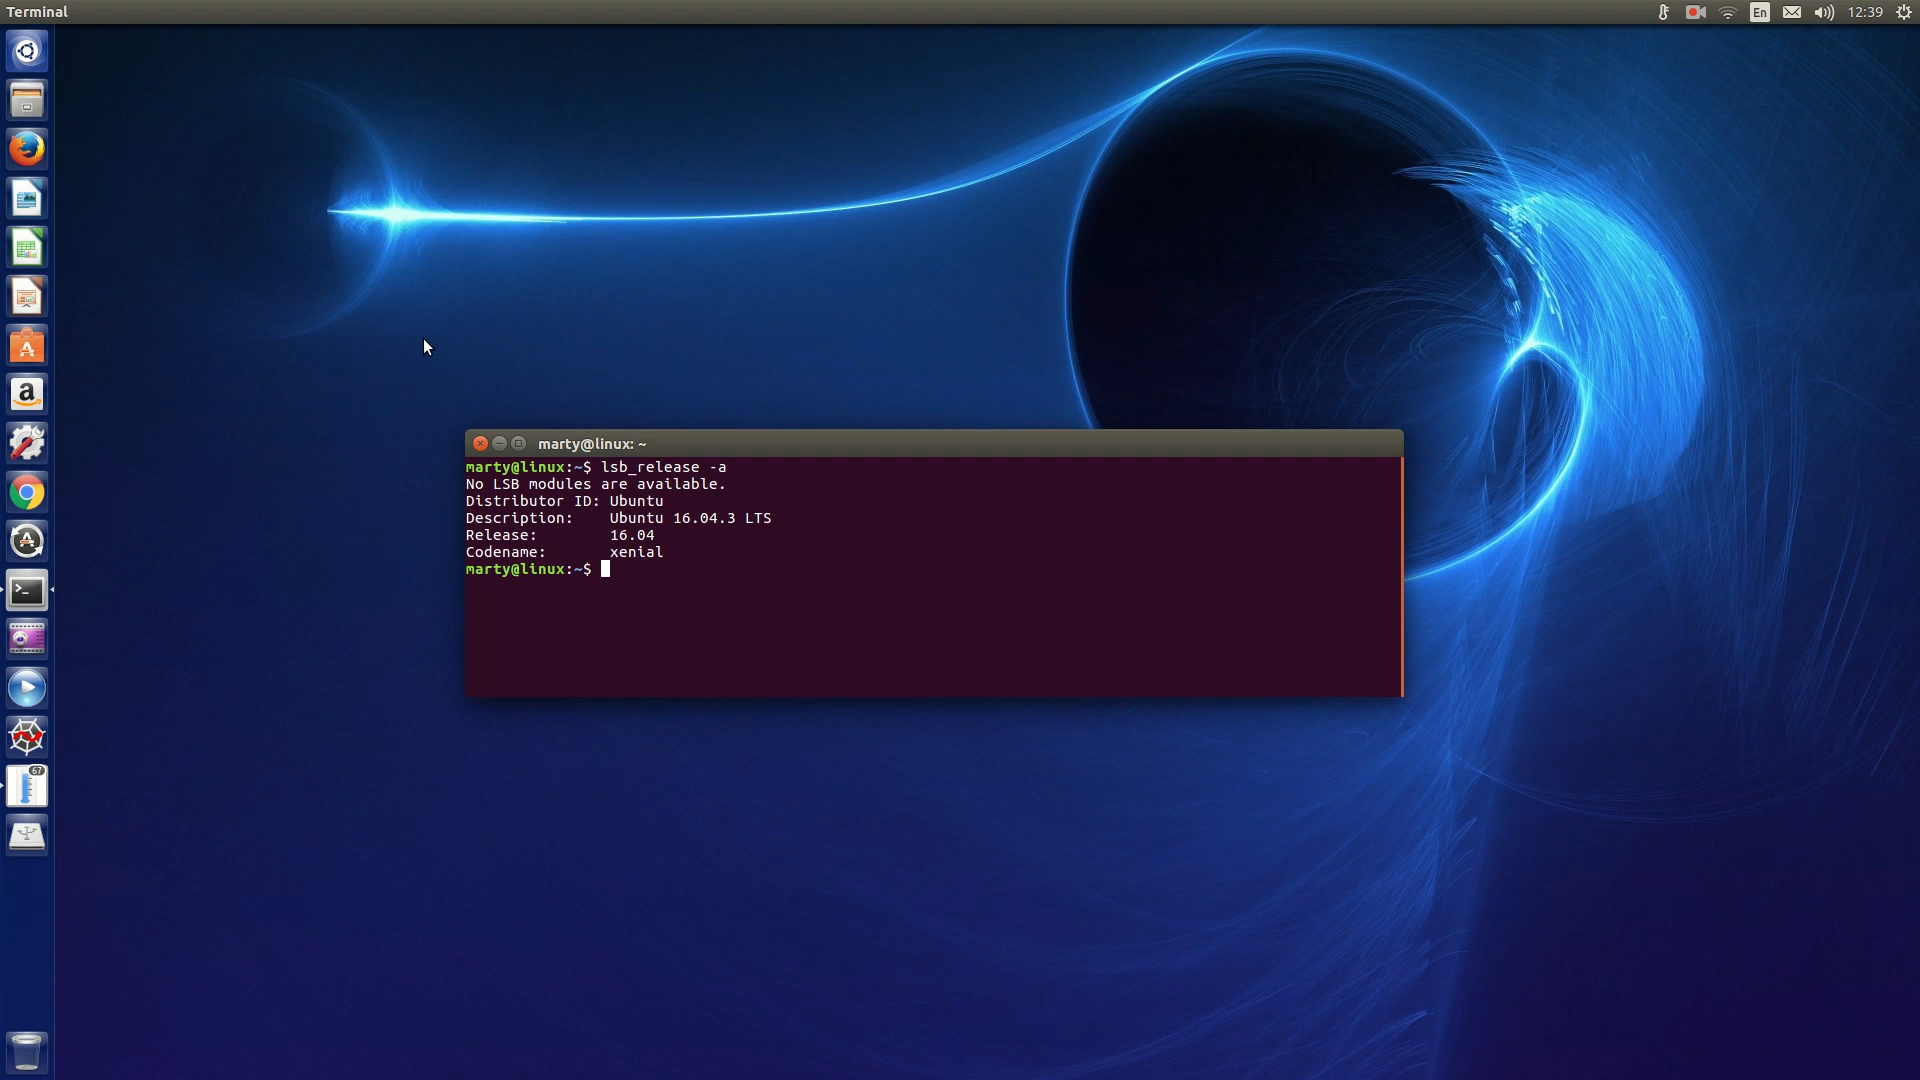 Terminal
En
12:39
a
67
marty@linux: ~
marty@linux:~$ lsb_release -a
No LSB modules are available.
Distributor ID: Ubuntu
Description:    Ubuntu 16.04.3 LTS
Release:        16.04
Codename:       xenial
marty@linux:~$